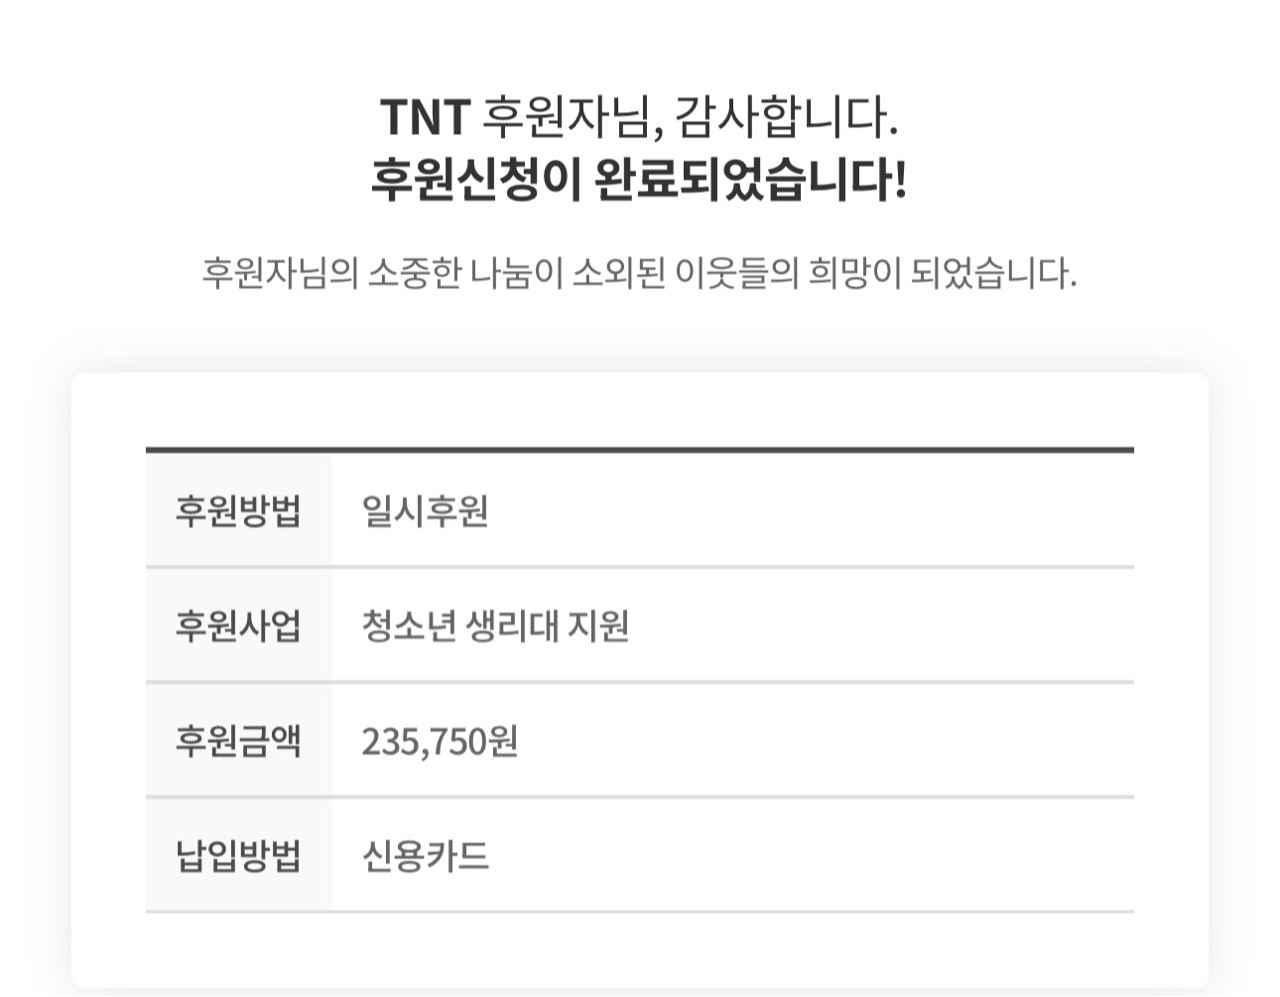 TNT 후원자님, 감사합니다.
후원신청이 완료되었습니다!
후원자님의 소중한 나눔이 소외된 이웃들의 희망이 되었습니다.
후원방법 일시후원
후원사업 청소년 생리대 지원
후원금액 235,750원
납입방법 신용카드